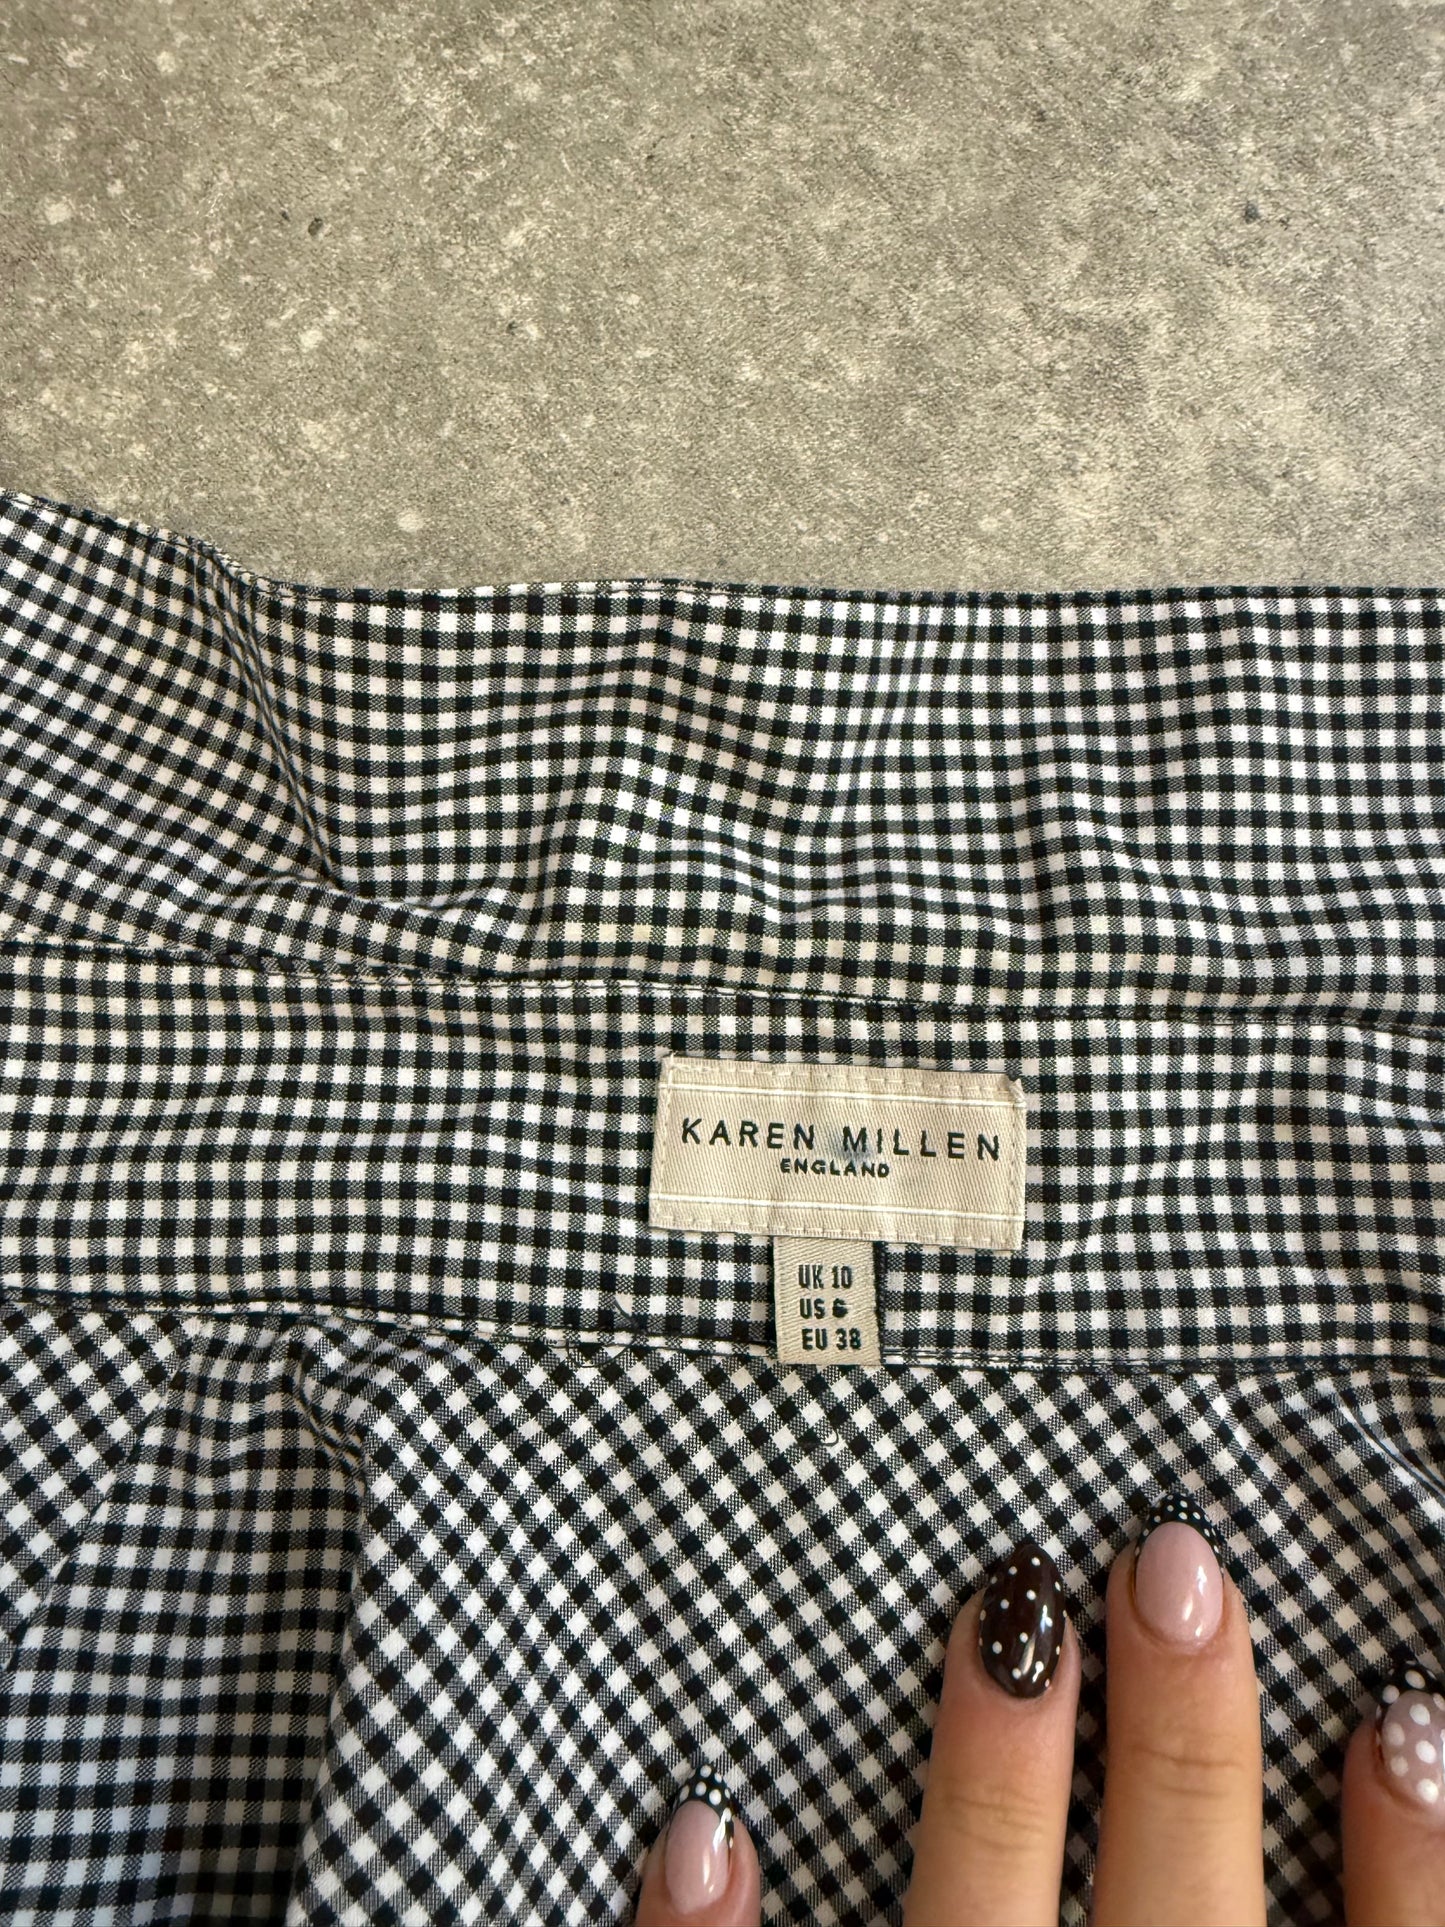 KAREN MILLEN
ENGLAND
UK 10
US 6
EU 38